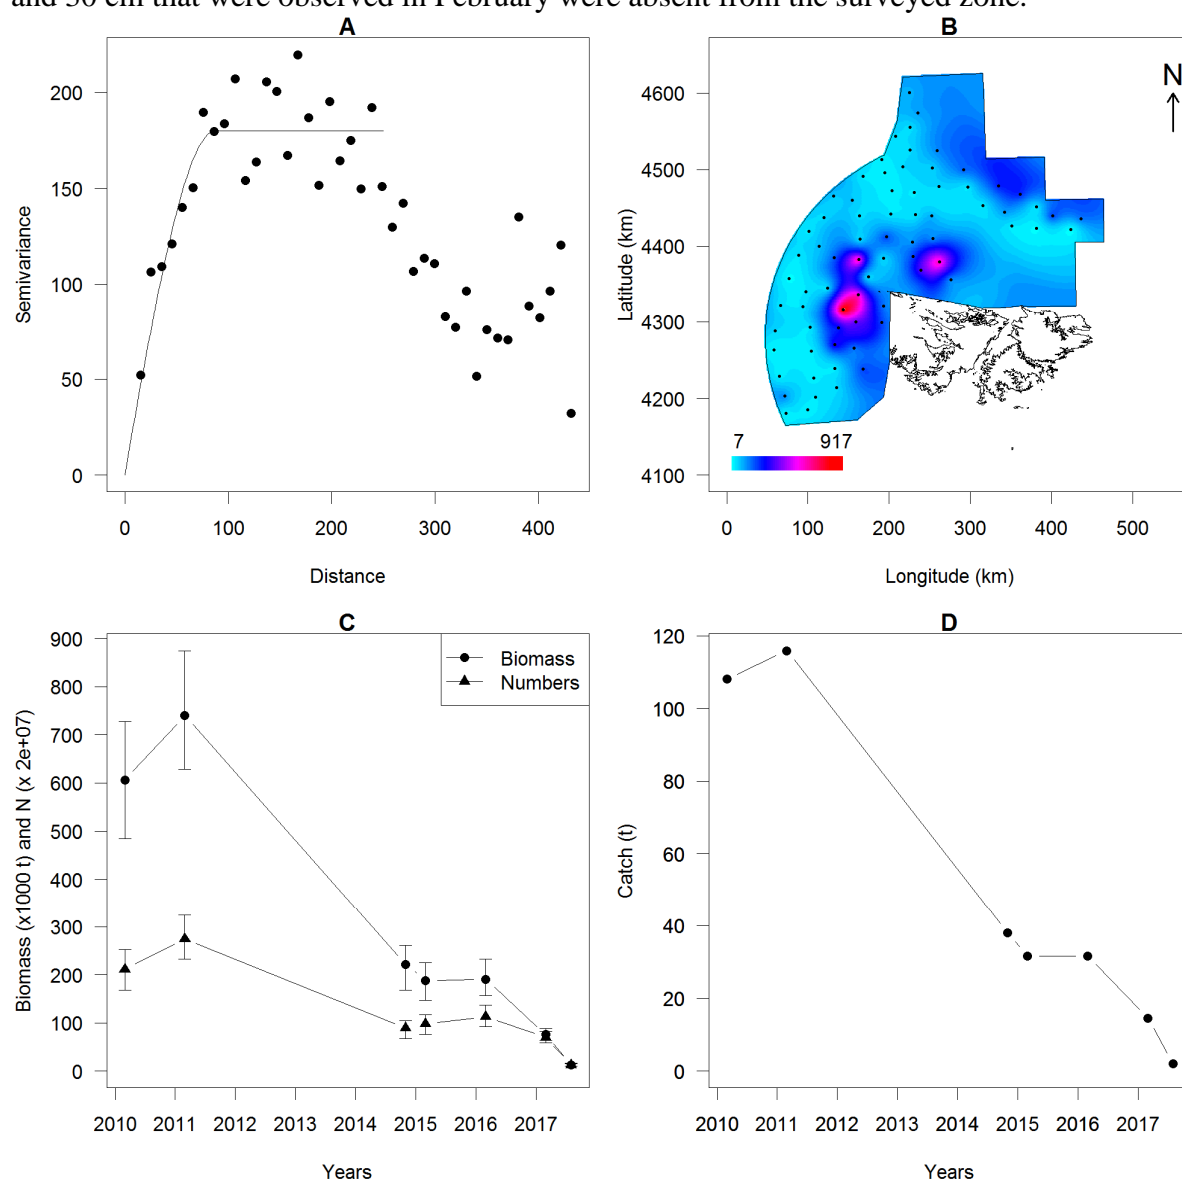 and 30 cm that were observed in February were absent from the surveyed zone.
A
Semivariance
200
150
100
50
0
0 100 200 300 400
Distance
B
N
Latitude (km)
4600
4500
4400
4300
4200
4100
7 917
0 100 200 300 400 500
Longitude (km)
C
Biomass
Numbers
Biomass (x1000 t) and N (x 2e+07)
900
800
700
600
500
400
300
200
100
0
2010 2011 2012 2013 2014 2015 2016 2017
Years
D
Catch (t)
120
100
80
60
40
20
0
2010 2011 2012 2013 2014 2015 2016 2017
Years